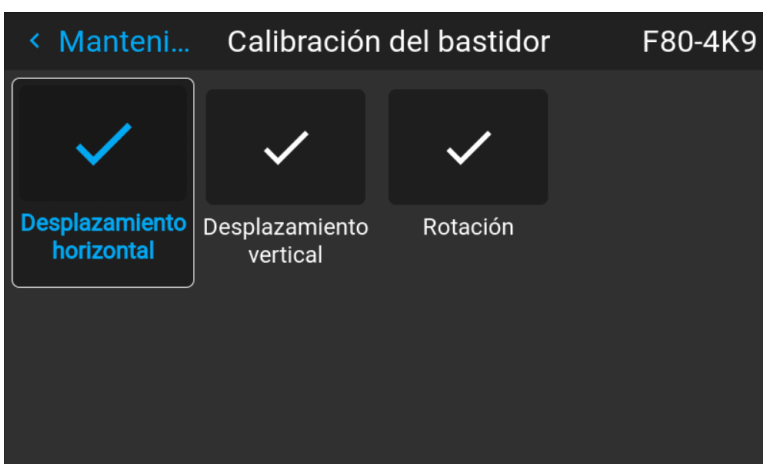 < Manteni... Calibración del bastidor F80-4K9
Desplazamiento
horizontal
Desplazamiento
vertical
Rotación